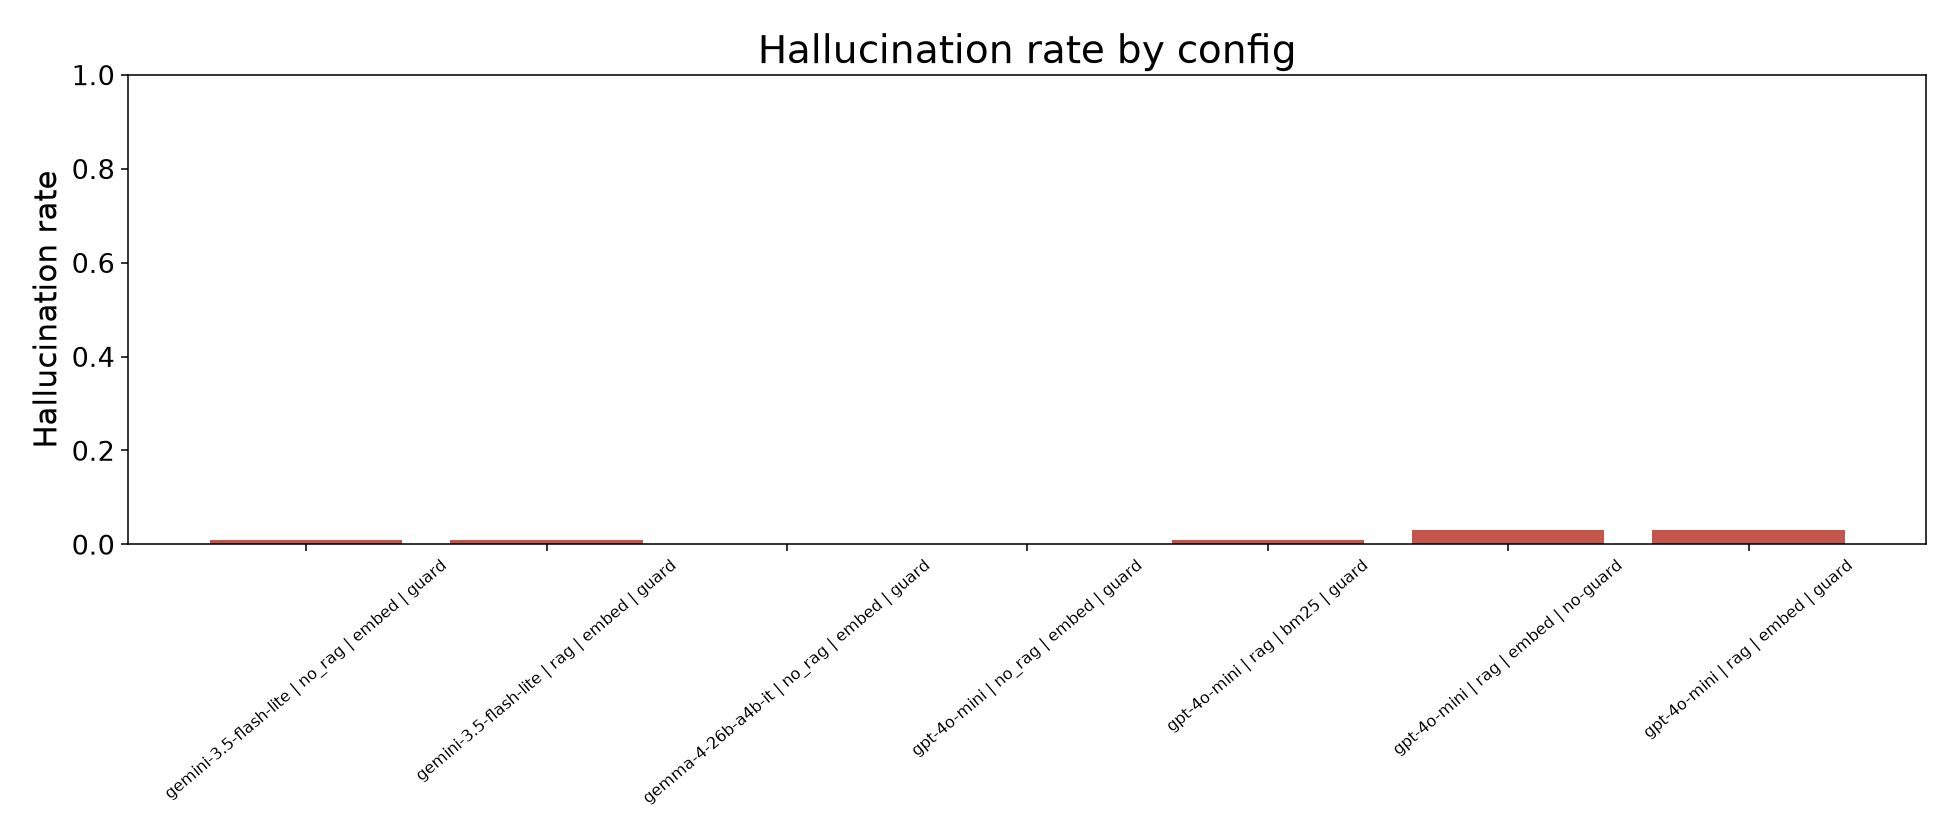 Hallucination rate by config
Hallucination rate
1.0
0.8
0.6
0.4
0.2
0.0
gemini-3.5-flash-lite | no_rag | embed | guard
gemini-3.5-flash-lite | rag | embed | guard
gemma-4-26b-a4b-it | no_rag | embed | guard
gpt-4o-mini | no_rag | embed | guard
gpt-4o-mini | rag | bm25 | guard
gpt-4o-mini | rag | embed | no-guard
gpt-4o-mini | rag | embed | guard